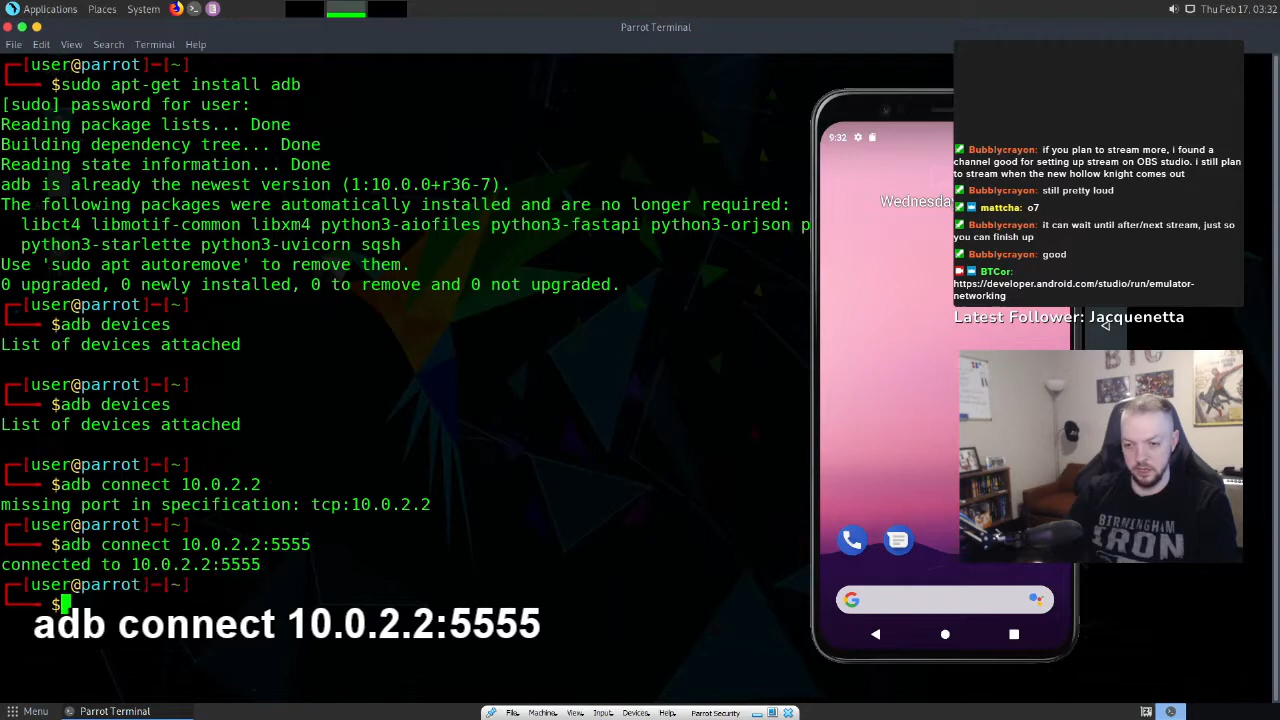 Applications Places System
Thu Feb 17, 03:32
Parrot Terminal
File Edit View Search Terminal Help
┌─[user@parrot]─[~]
└──╼ $sudo apt-get install adb
[sudo] password for user:
Reading package lists... Done
Building dependency tree... Done
Reading state information... Done
adb is already the newest version (1:10.0.0+r36-7).
The following packages were automatically installed and are no longer required:
libct4 libmotif-common libxm4 python3-aiofiles python3-fastapi python3-orjson p
python3-starlette python3-uvicorn sqsh
Use 'sudo apt autoremove' to remove them.
0 upgraded, 0 newly installed, 0 to remove and 0 not upgraded.
┌─[user@parrot]─[~]
└──╼ $adb devices
List of devices attached
┌─[user@parrot]─[~]
└──╼ $adb devices
List of devices attached
┌─[user@parrot]─[~]
└──╼ $adb connect 10.0.2.2
missing port in specification: tcp:10.0.2.2
┌─[user@parrot]─[~]
└──╼ $adb connect 10.0.2.2:5555
connected to 10.0.2.2:5555
┌─[user@parrot]─[~]
└──╼ $
adb connect 10.0.2.2:5555
9:32
Wednesda
Bubblycrayon: if you plan to stream more, i found a
channel good for setting up stream on OBS studio. i still plan
to stream when the new hollow knight comes out
Bubblycrayon: still pretty loud
mattcha: o7
Bubblycrayon: it can wait until after/next stream, just so
you can finish up
Bubblycrayon: good
BTCor:
https://developer.android.com/studio/run/emulator-
networking
Latest Follower: Jacquenetta
BTC
BIRMINGHAM
IRON
Menu Parrot Terminal
File Machine View Input Devices Help Parrot Security